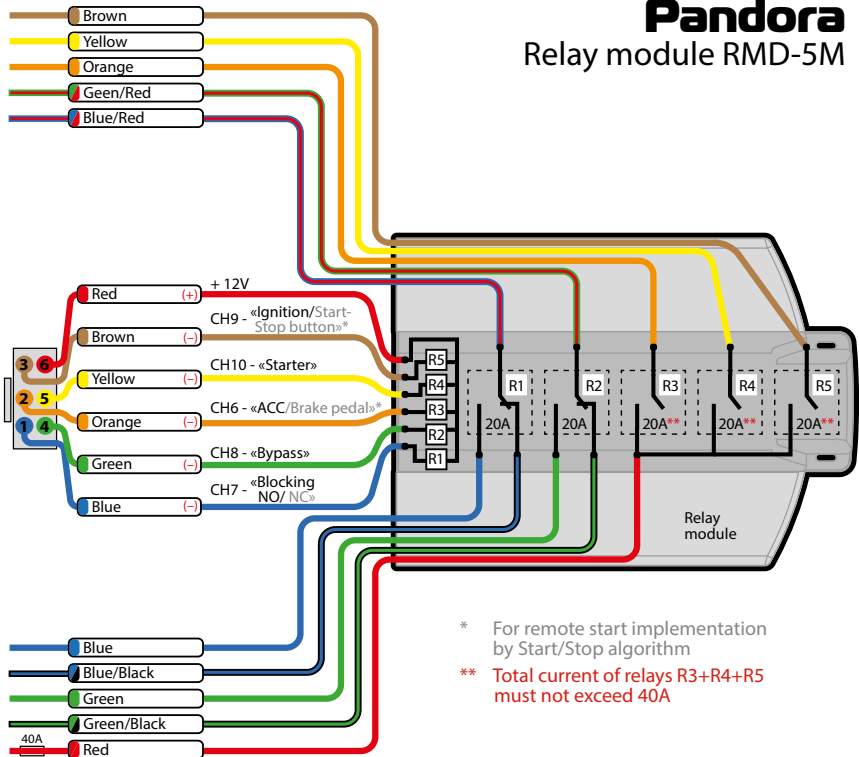 Pandora
Relay module RMD-5M
Brown
Yellow
Orange
Geen/Red
Blue/Red
Red (+) + 12V
CH9 - «Ignition/Start-
Stop button»*
Brown (−)
Yellow (−) CH10 - «Starter»
Orange (−) CH6 - «ACC/Brake pedal»*
Green (−) CH8 - «Bypass»
CH7 - «Blocking
NO/ NC»
Blue (−)
3 6
2 5
1 4
R5
R4
R3
R2
R1
R1 R2 R3 R4 R5
20A 20A 20A** 20A** 20A**
Relay
module
* For remote start implementation
by Start/Stop algorithm
** Total current of relays R3+R4+R5
must not exceed 40A
Blue
Blue/Black
Green
Green/Black
40A
Red